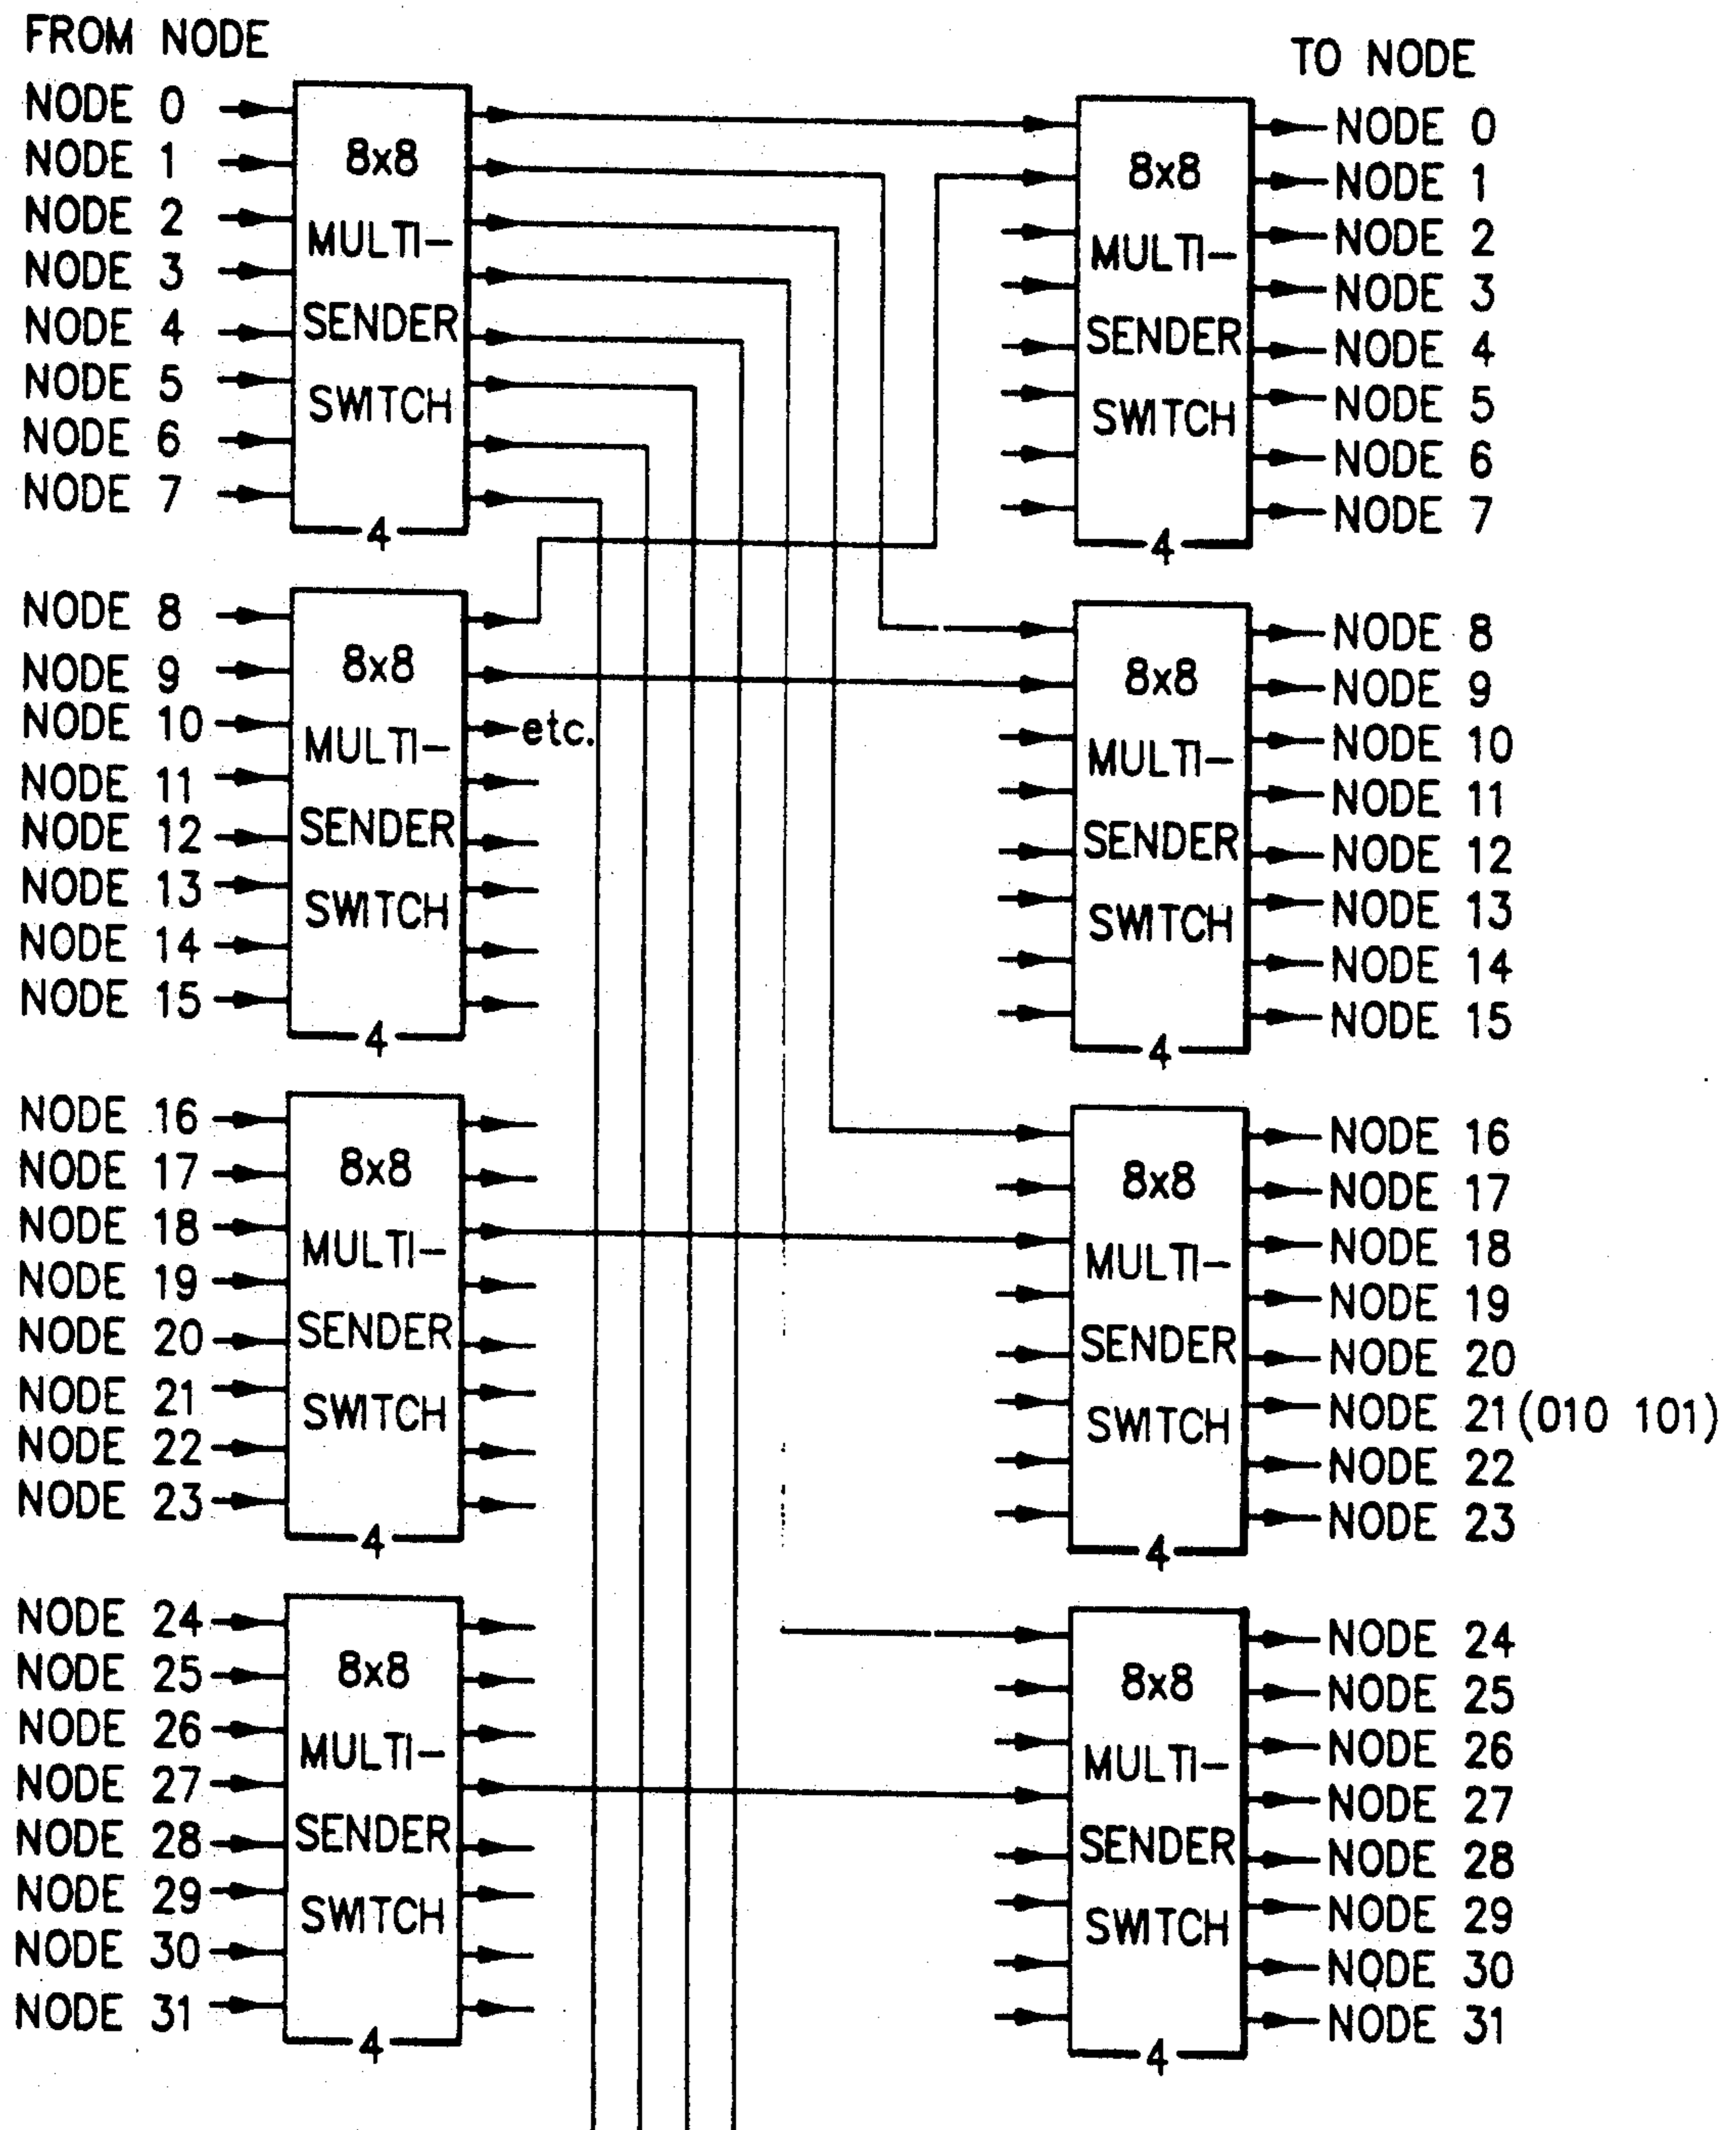 FROM NODE
TO NODE
NODE 0
NODE 1
NODE 2
NODE 3
NODE 4
NODE 5
NODE 6
NODE 7
8x8
MULTI-
SENDER
SWITCH
4
8x8
MULTI-
SENDER
SWITCH
4
NODE 0
NODE 1
NODE 2
NODE 3
NODE 4
NODE 5
NODE 6
NODE 7
NODE 8
NODE 9
NODE 10
NODE 11
NODE 12
NODE 13
NODE 14
NODE 15
8x8
MULTI-
SENDER
SWITCH
4
etc.
8x8
MULTI-
SENDER
SWITCH
4
NODE 8
NODE 9
NODE 10
NODE 11
NODE 12
NODE 13
NODE 14
NODE 15
NODE 16
NODE 17
NODE 18
NODE 19
NODE 20
NODE 21
NODE 22
NODE 23
8x8
MULTI-
SENDER
SWITCH
4
8x8
MULTI-
SENDER
SWITCH
4
NODE 16
NODE 17
NODE 18
NODE 19
NODE 20
NODE 21 (010 101)
NODE 22
NODE 23
NODE 24
NODE 25
NODE 26
NODE 27
NODE 28
NODE 29
NODE 30
NODE 31
8x8
MULTI-
SENDER
SWITCH
4
8x8
MULTI-
SENDER
SWITCH
4
NODE 24
NODE 25
NODE 26
NODE 27
NODE 28
NODE 29
NODE 30
NODE 31